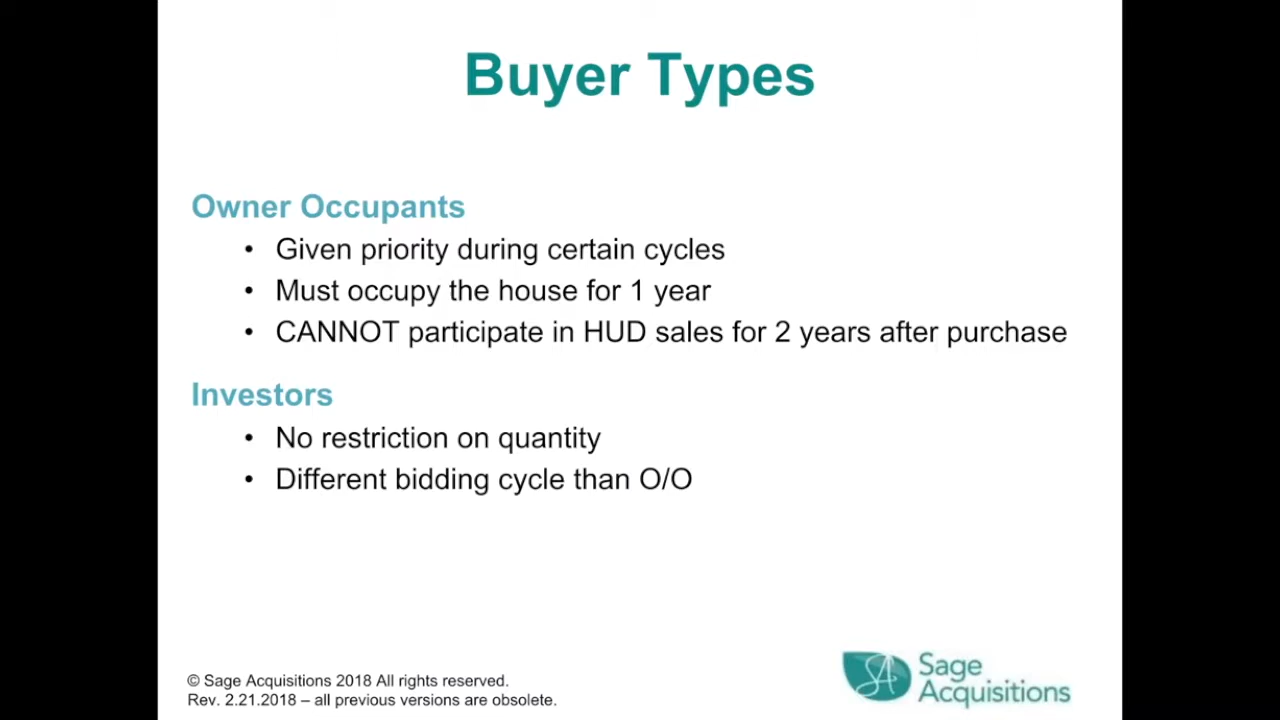 Buyer Types
Owner Occupants
• Given priority during certain cycles
• Must occupy the house for 1 year
• CANNOT participate in HUD sales for 2 years after purchase
Investors
• No restriction on quantity
• Different bidding cycle than O/O
© Sage Acquisitions 2018 All rights reserved.
Rev. 2.21.2018 – all previous versions are obsolete.
SA
Sage
Acquisitions